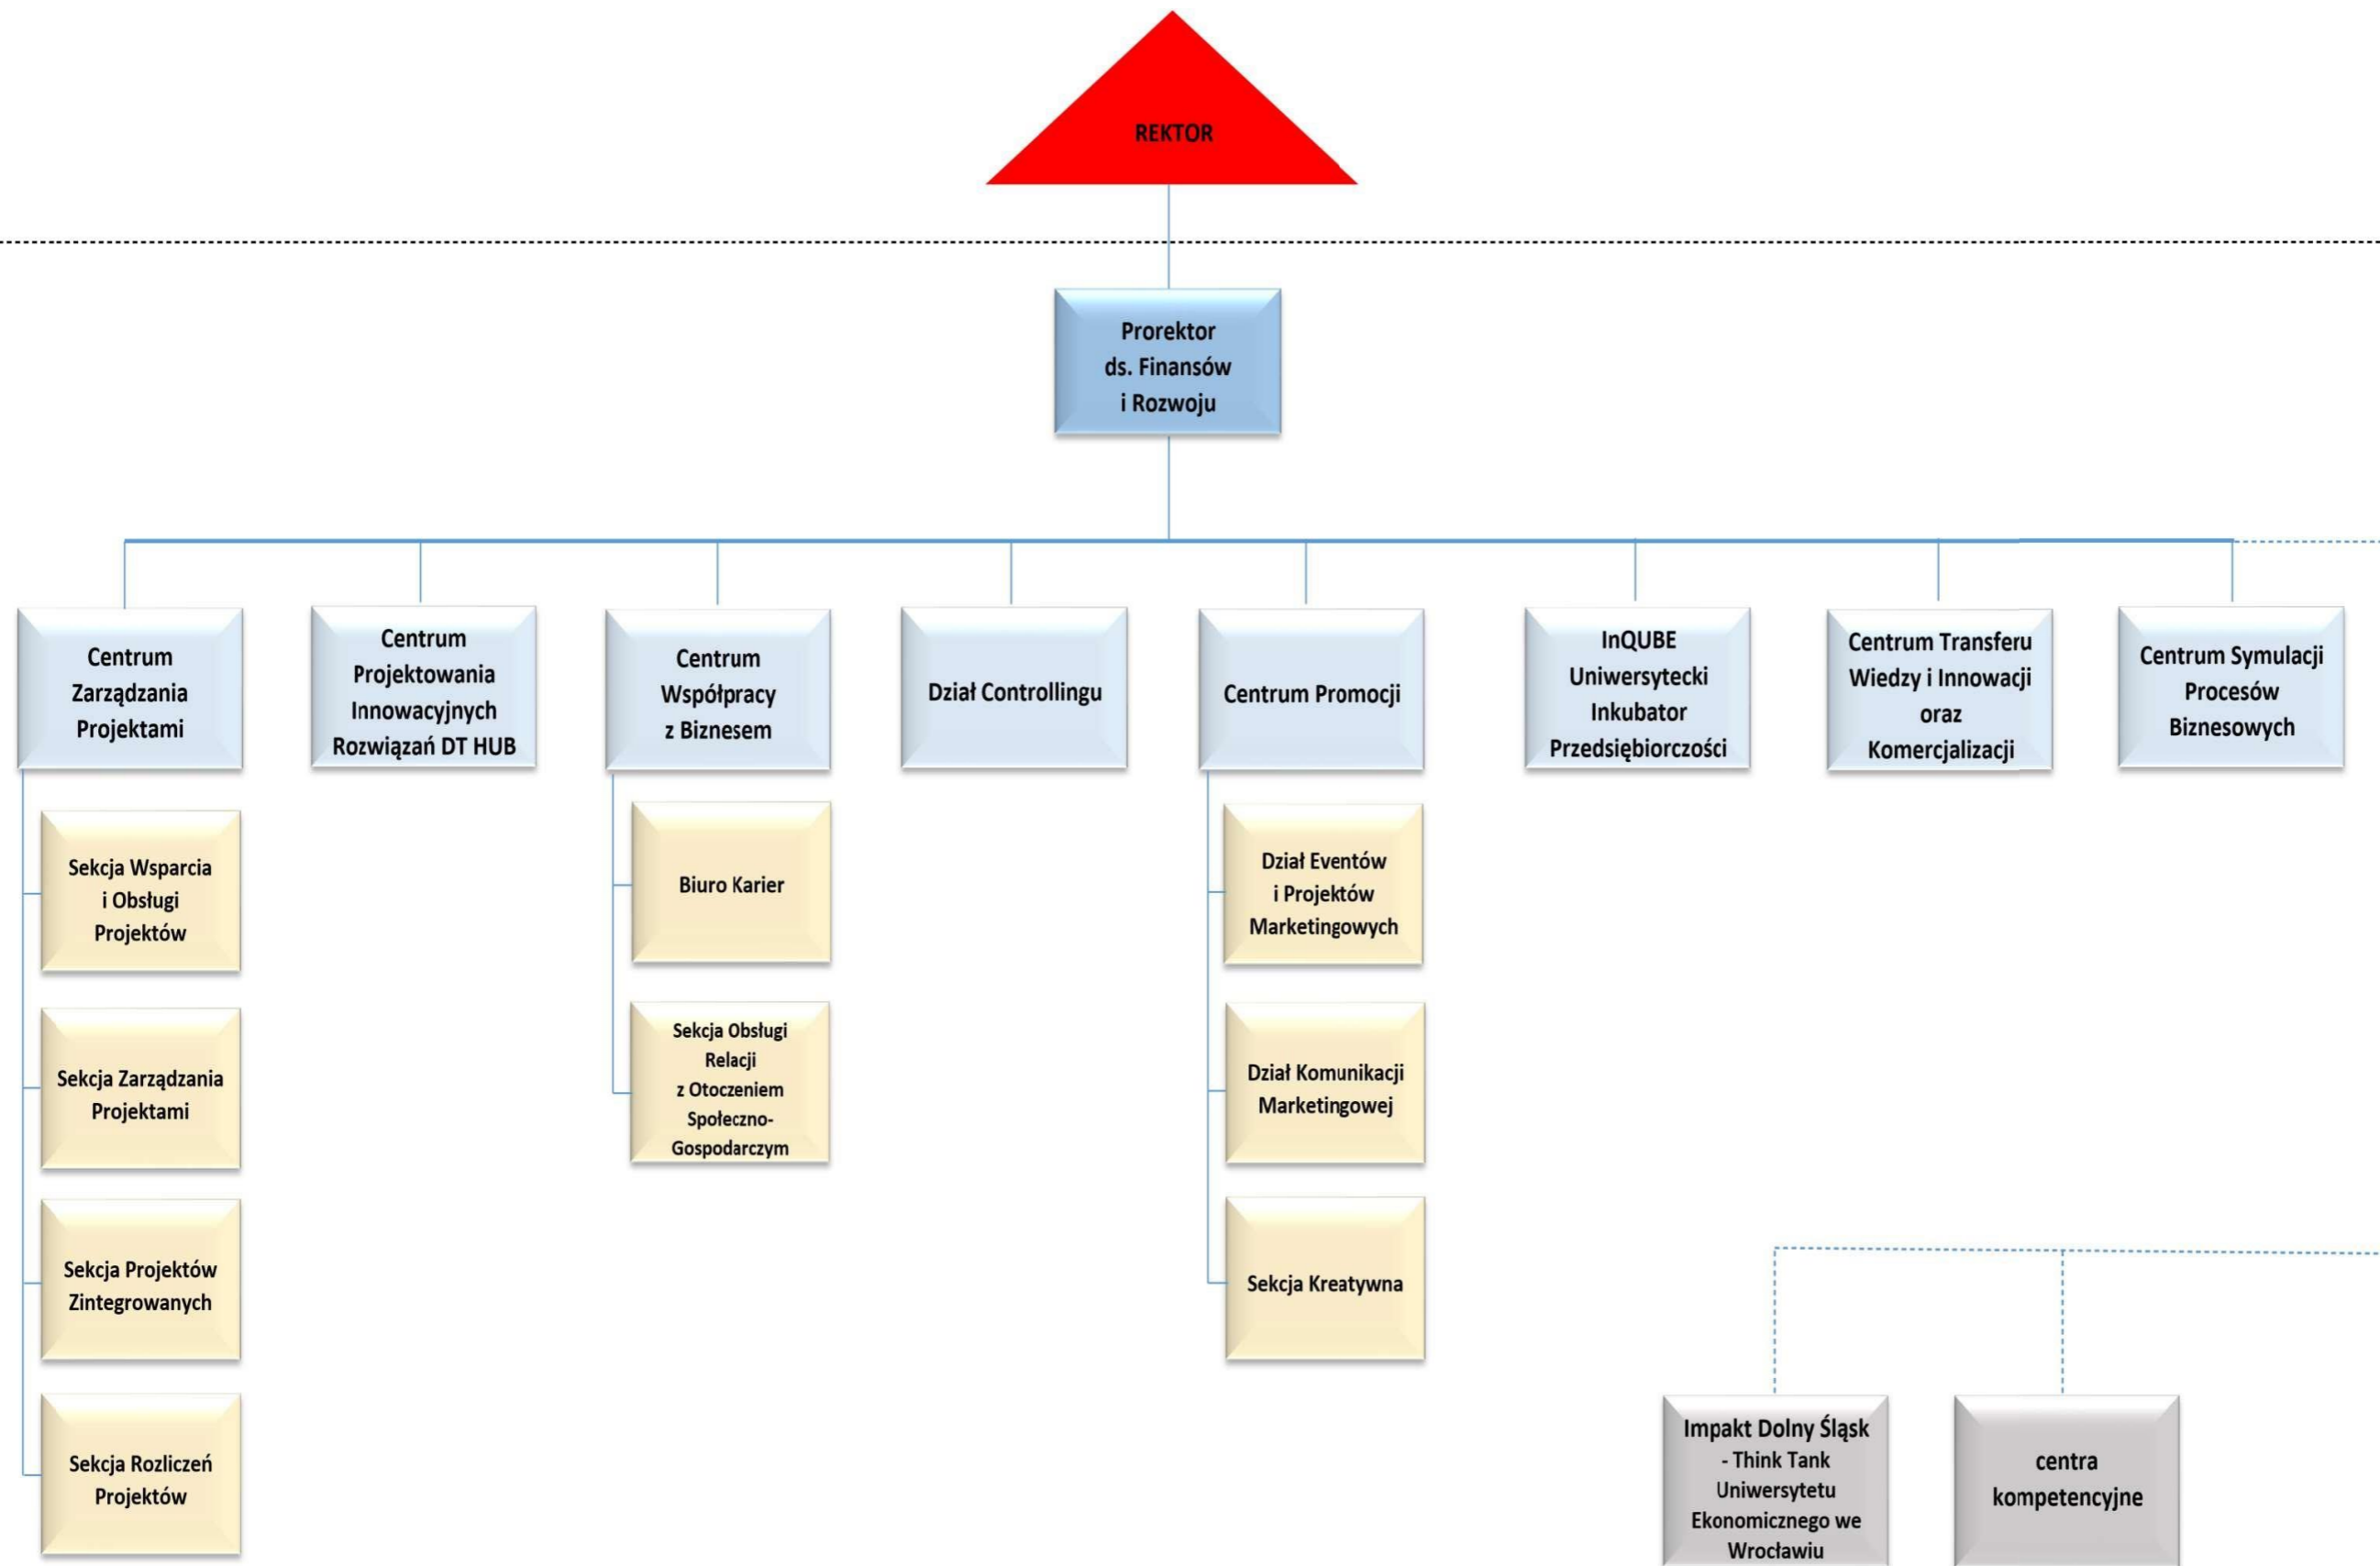 REKTOR
Prorektor
ds. Finansów
i Rozwoju
Centrum
Zarządzania
Projektami
Centrum
Projektowania
Innowacyjnych
Rozwiązań DT HUB
Centrum
Współpracy
z Biznesem
Dział Controllingu
Centrum Promocji
InQUBE
Uniwersytecki
Inkubator
Przedsiębiorczości
Centrum Transferu
Wiedzy i Innowacji
oraz
Komercjalizacji
Centrum Symulacji
Procesów
Biznesowych
Sekcja Wsparcia
i Obsługi
Projektów
Sekcja Zarządzania
Projektami
Sekcja Projektów
Zintegrowanych
Sekcja Rozliczeń
Projektów
Biuro Karier
Sekcja Obsługi
Relacji
z Otoczeniem
Społeczno-
Gospodarczym
Dział Eventów
i Projektów
Marketingowych
Dział Komunikacji
Marketingowej
Sekcja Kreatywna
Impakt Dolny Śląsk
- Think Tank
Uniwersytetu
Ekonomicznego we
Wrocławiu
centra
kompetencyjne